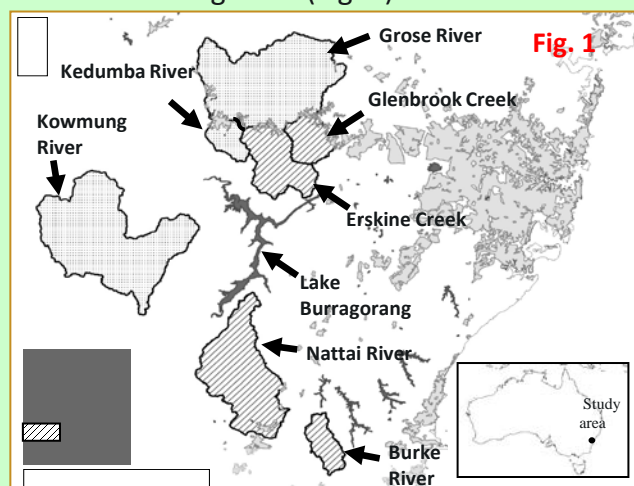 Grose River
Fig. 1
Kedumba River
Glenbrook Creek
Kowmung
River
Erskine Creek
Lake
Burragorang
Nattai River
Study
area
Burke
River